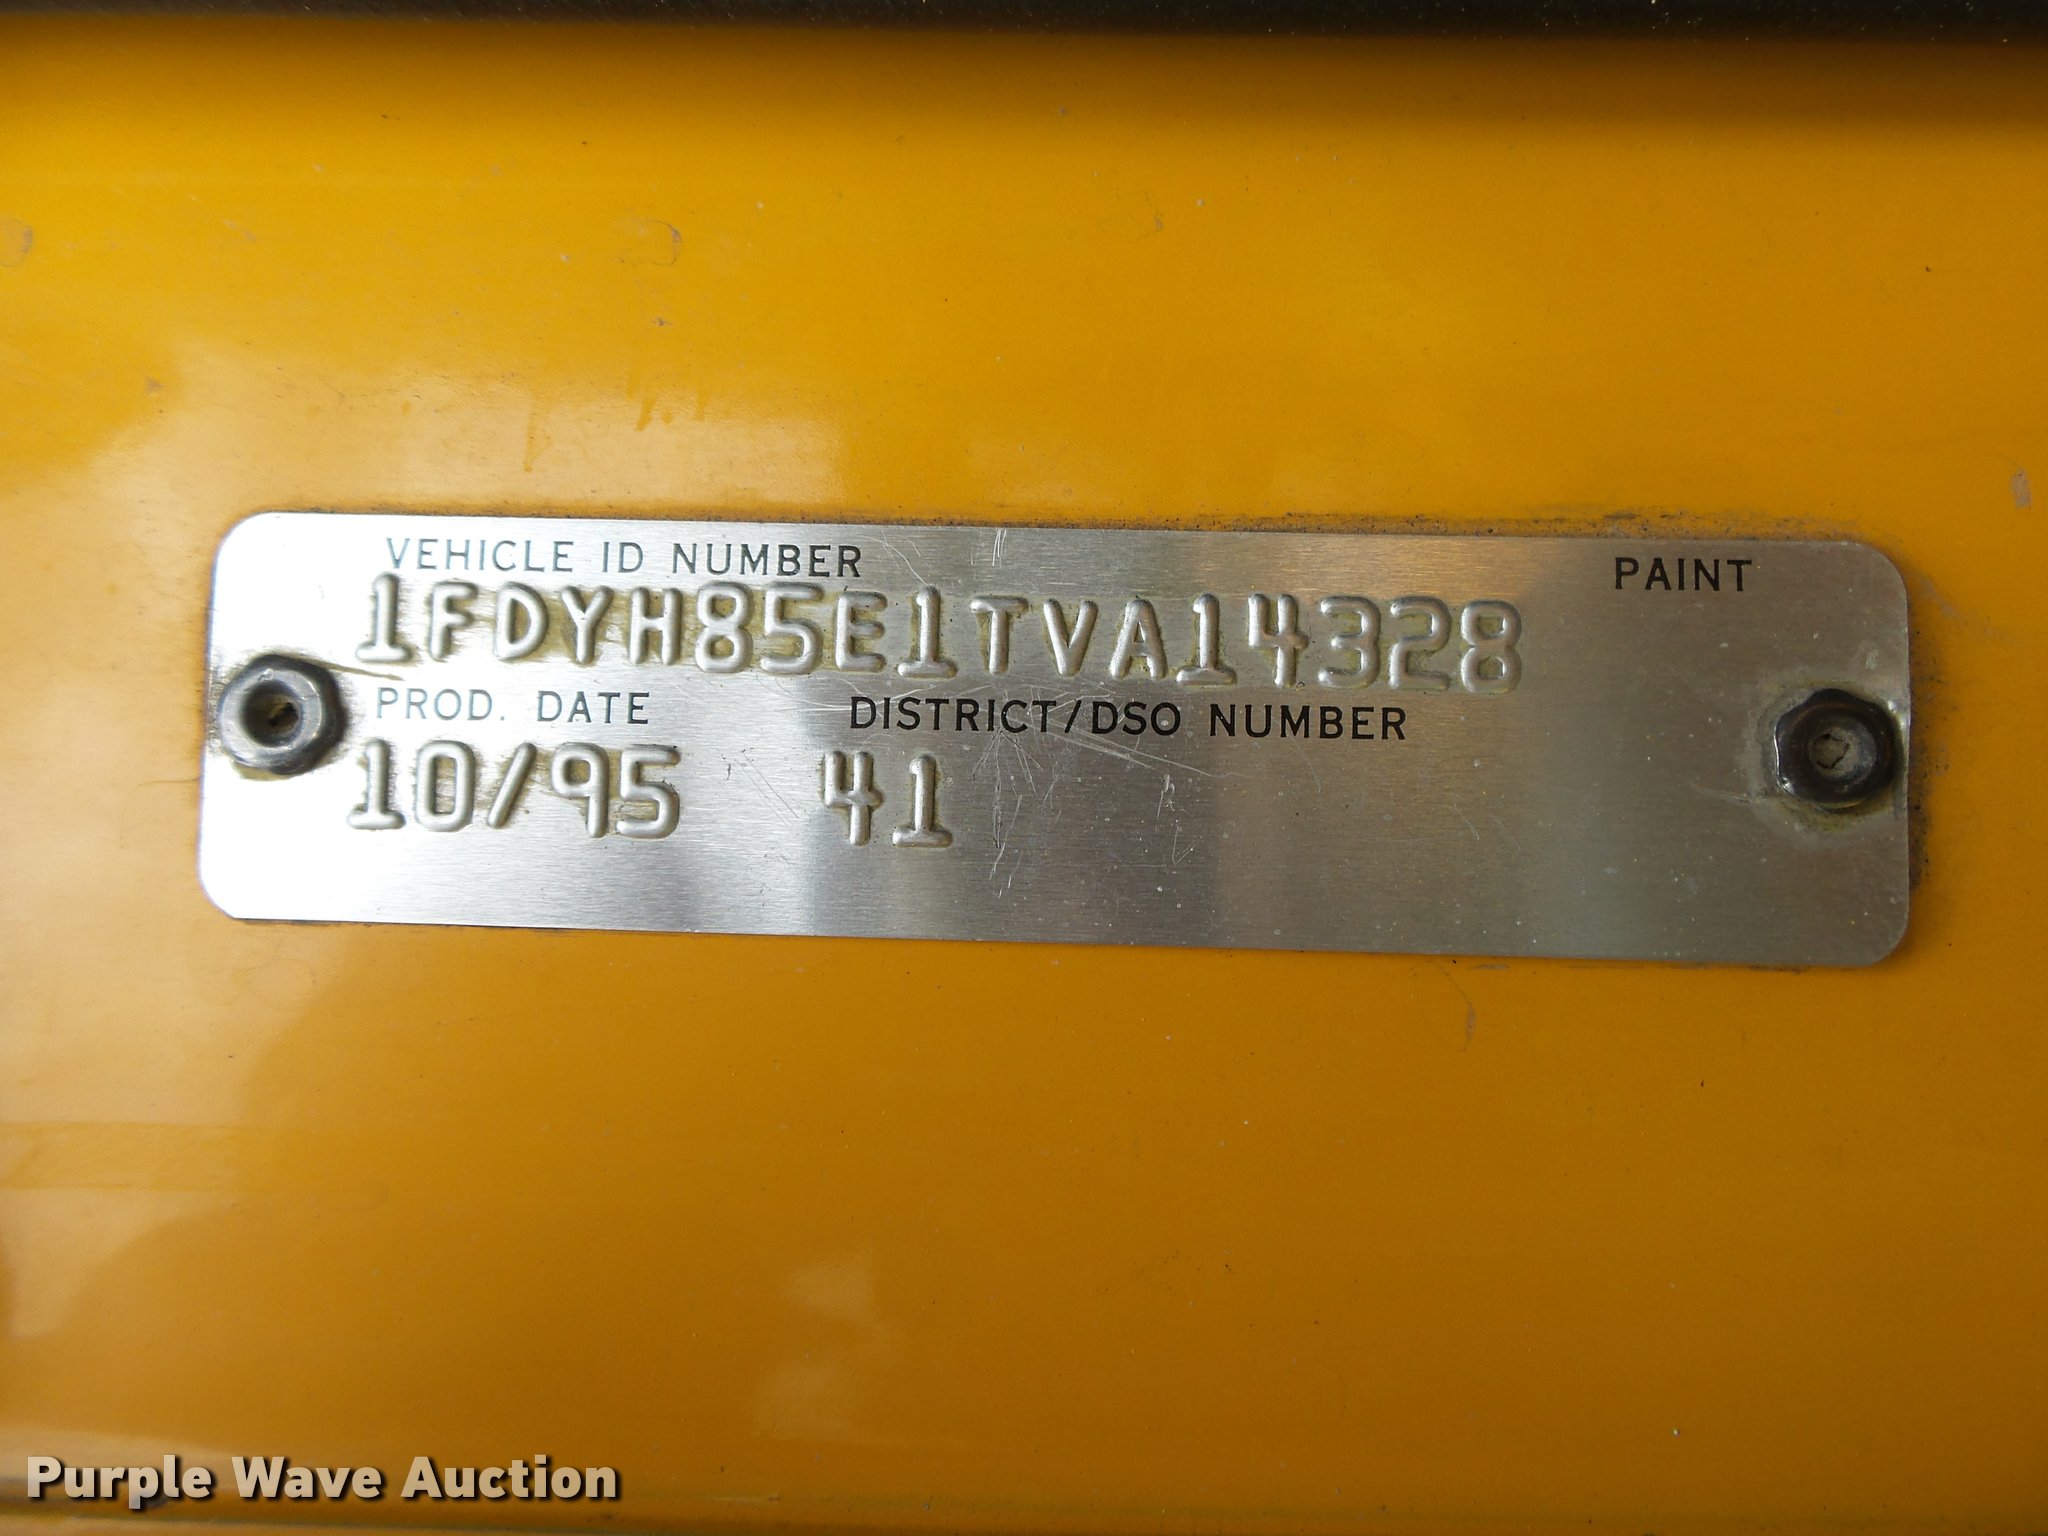 VEHICLE ID NUMBER PAINT
1FDYH85E1TVA14328
PROD. DATE DISTRICT/DSO NUMBER
10/95 41
Purple Wave Auction